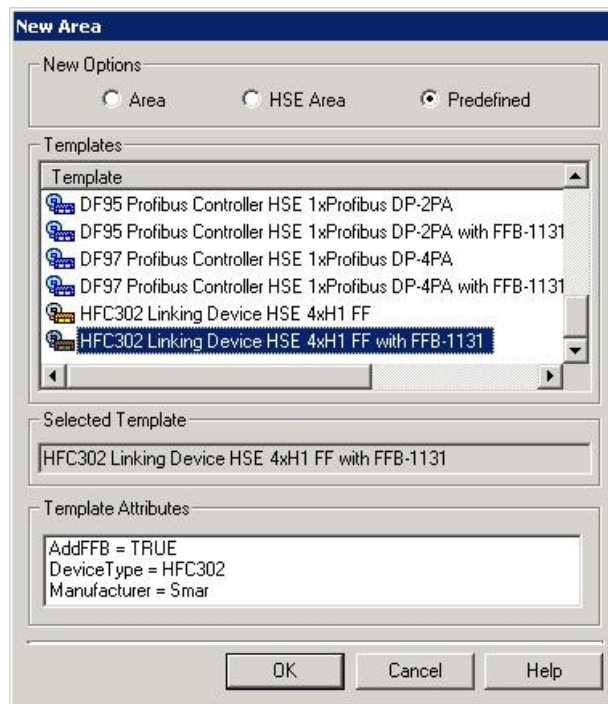 New Area
New Options
Area HSE Area Predefined
Templates
Template
DF95 Profibus Controller HSE 1xProfibus DP-2PA
DF95 Profibus Controller HSE 1xProfibus DP-2PA with FFB-1131
DF97 Profibus Controller HSE 1xProfibus DP-4PA
DF97 Profibus Controller HSE 1xProfibus DP-4PA with FFB-1131
HFC302 Linking Device HSE 4xH1 FF
HFC302 Linking Device HSE 4xH1 FF with FFB-1131
Selected Template
HFC302 Linking Device HSE 4xH1 FF with FFB-1131
Template Attributes
AddFFB = TRUE
DeviceType = HFC302
Manufacturer = Smar
OK Cancel Help